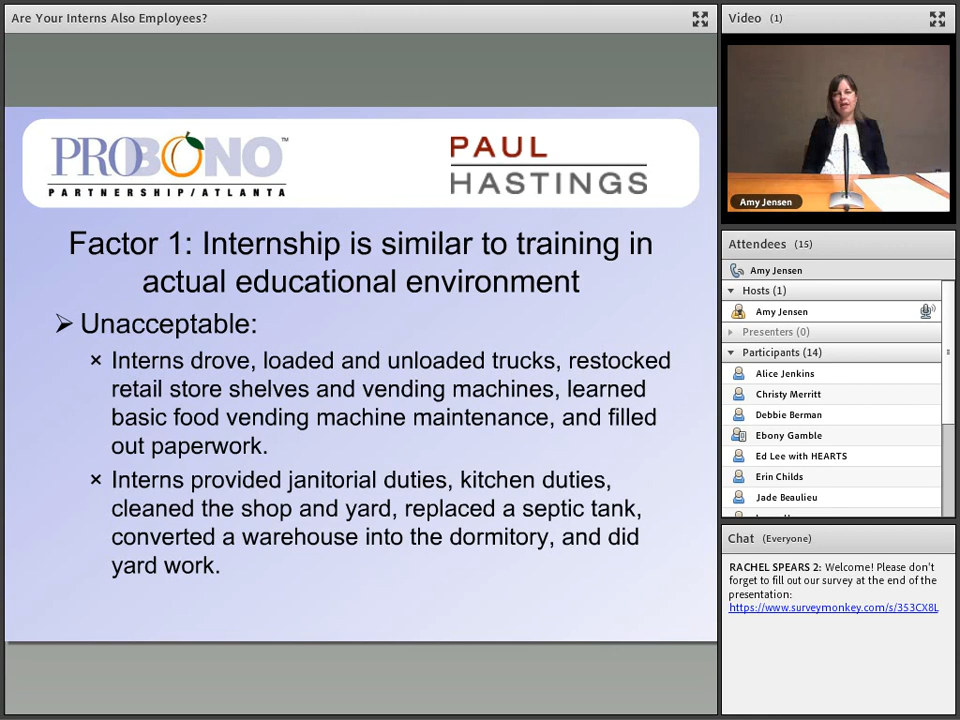 Are Your Interns Also Employees?
PROBONO™
PARTNERSHIP/ATLANTA
PAUL
HASTINGS
Factor 1: Internship is similar to training in
actual educational environment
➢ Unacceptable:
× Interns drove, loaded and unloaded trucks, restocked
retail store shelves and vending machines, learned
basic food vending machine maintenance, and filled
out paperwork.
× Interns provided janitorial duties, kitchen duties,
cleaned the shop and yard, replaced a septic tank,
converted a warehouse into the dormitory, and did
yard work.
Video (1)
Amy Jensen
Attendees (15)
Amy Jensen
Hosts (1)
Amy Jensen
Presenters (0)
Participants (14)
Alice Jenkins
Christy Merritt
Debbie Berman
Ebony Gamble
Ed Lee with HEARTS
Erin Childs
Jade Beaulieu
Chat (Everyone)
RACHEL SPEARS 2: Welcome! Please don't
forget to fill out our survey at the end of the
presentation:
https://www.surveymonkey.com/s/353CX8L